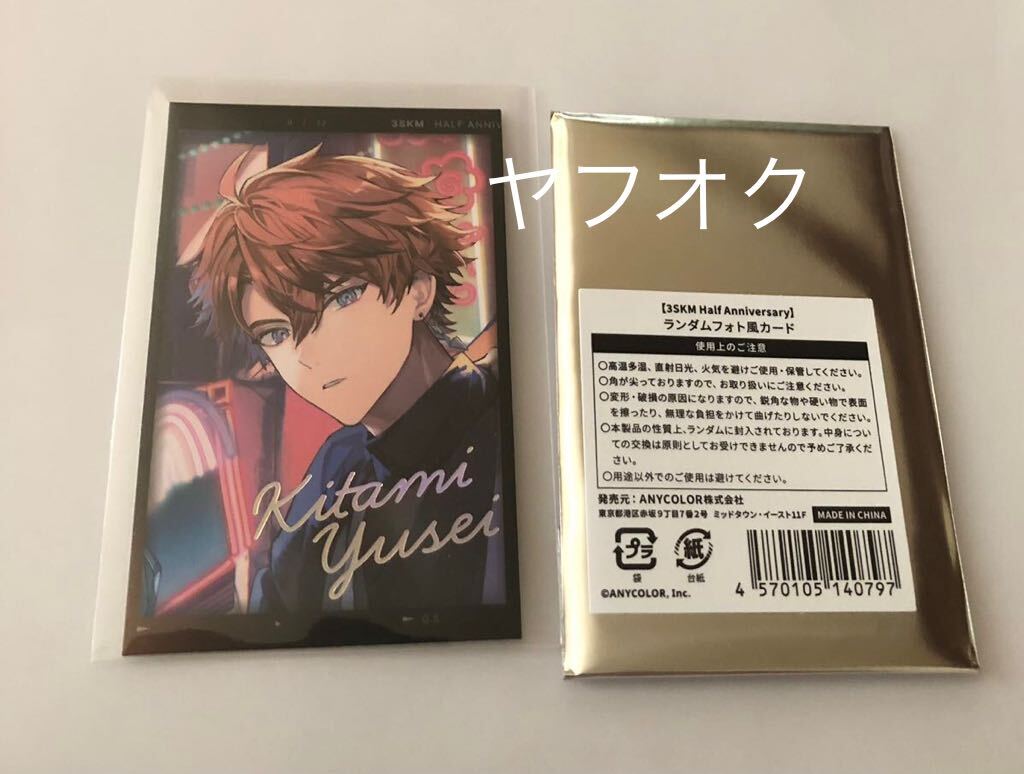 3SKM HALF ANNIV
ヤフオク
Kitami
Yusei
【3SKM Half Anniversary】
ランダムフォト風カード
使用上のご注意
○高温多湿、直射日光、火気を避けご使用・保管してください。
○角が尖っておりますので、お取り扱いにご注意ください。
○変形・破損の原因になりますので、鋭角な物や硬い物で表面
を擦ったり、無理な負担をかけて曲げたりしないでください。
○本製品の性質上、ランダムに封入されております。中身につい
ての交換は原則としてお受けできませんので予めご了承くだ
さい。
○用途以外でのご使用は避けてください。
発売元：ANYCOLOR株式会社
東京都港区赤坂9丁目7番2号 ミッドタウン・イースト11F MADE IN CHINA
プラ 紙
袋 台紙
©ANYCOLOR, Inc.
4 570105 140797